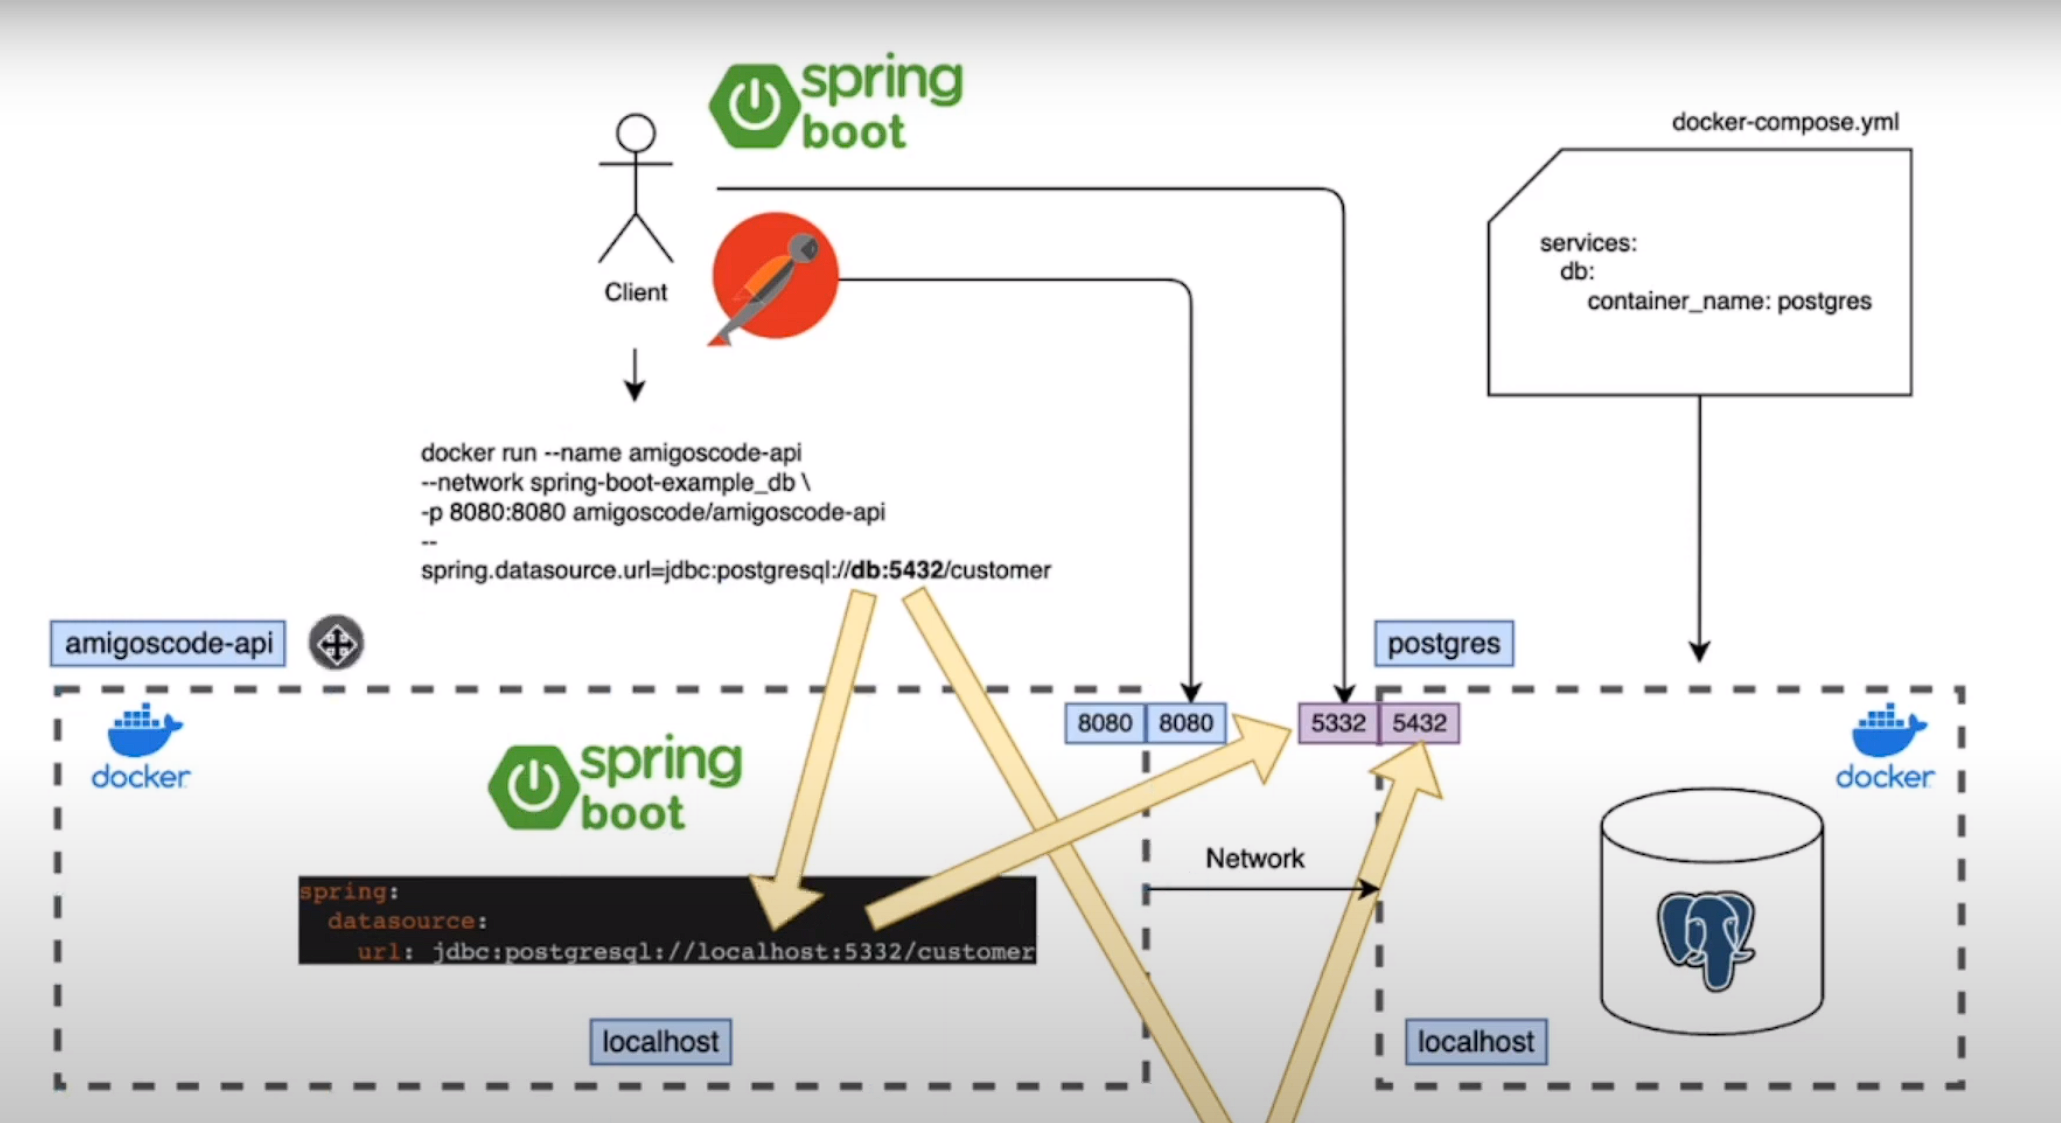 spring
boot
docker-compose.yml
services:
db:
container_name: postgres
Client
docker run --name amigoscode-api
--network spring-boot-example_db \
-p 8080:8080 amigoscode/amigoscode-api
--
spring.datasource.url=jdbc:postgresql://db:5432/customer
amigoscode-api
postgres
8080 8080
5332 5432
docker
spring
boot
docker
Network
spring:
datasource:
url: jdbc:postgresql://localhost:5332/customer
localhost
localhost